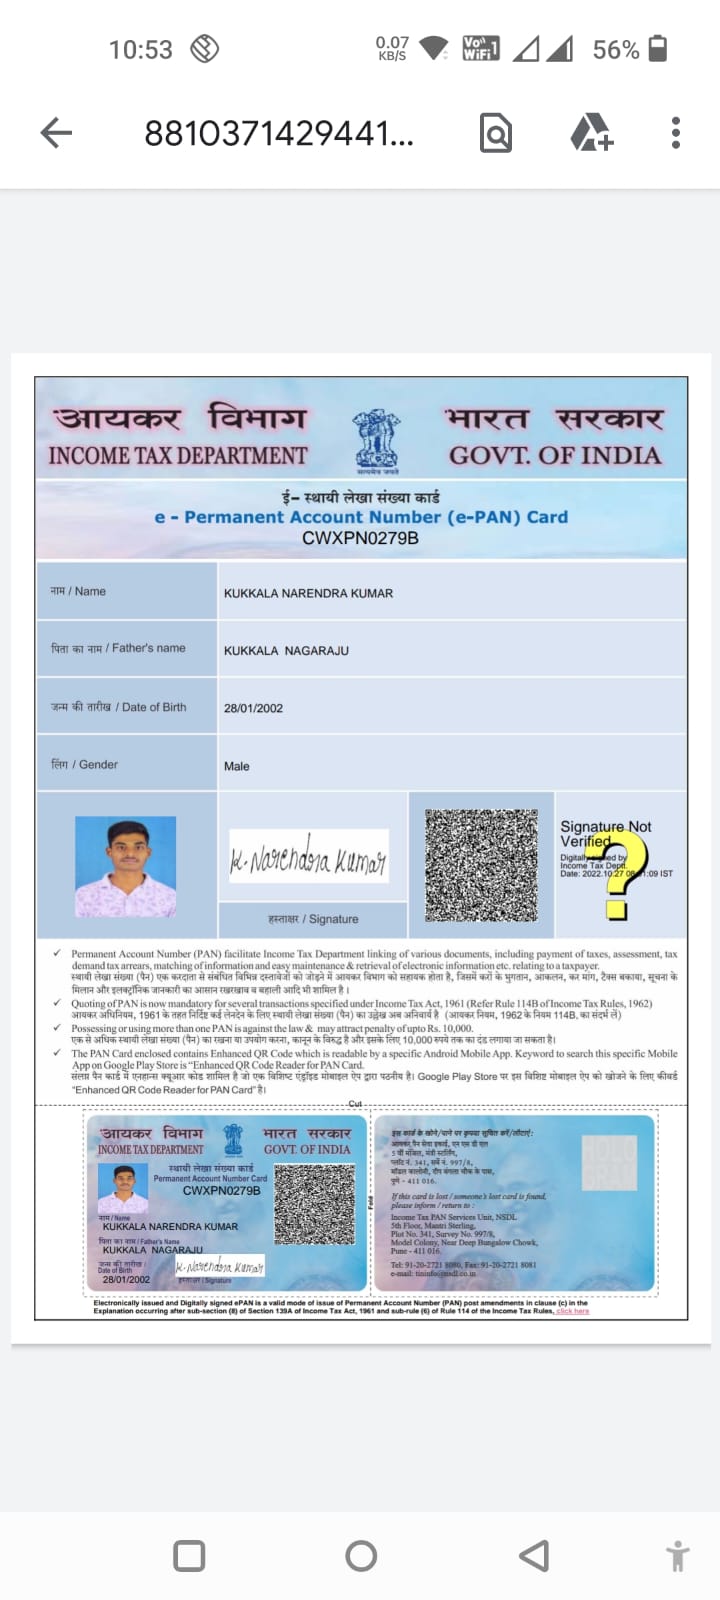 10:53
0.07
KB/S
Vo))
WiFi 1
56%
8810371429441...
आयकर विभाग
भारत सरकार
INCOME TAX DEPARTMENT
GOVT. OF INDIA
सत्यमेव जयते
ई- स्थायी लेखा संख्या कार्ड
e - Permanent Account Number (e-PAN) Card
CWXPN0279B
नाम / Name
KUKKALA NARENDRA KUMAR
पिता का नाम / Father's name
KUKKALA NAGARAJU
जन्म की तारीख / Date of Birth
28/01/2002
लिंग / Gender
Male
K. Narendra Kumar
हस्ताक्षर / Signature
Signature Not
Verified
Digitally signed by
Income Tax Deptt.
Date: 2022.10.27 09:31:09 IST
?
✓ Permanent Account Number (PAN) facilitate Income Tax Department linking of various documents, including payment of taxes, assessment, tax
demand tax arrears, matching of information and easy maintenance & retrieval of electronic information etc. relating to a taxpayer.
स्थायी लेखा संख्या (पैन) एक करदाता से संबंधित विभिन्न दस्तावेजों को जोड़ने में आयकर विभाग को सहायक होता है, जिसमें करों के भुगतान, आकलन, कर मांग, टैक्स बकाया, सूचना के
मिलान और इलक्ट्रॉनिक जानकारी का आसान रखरखाव व बहाली आदि भी शामिल है ।
✓ Quoting of PAN is now mandatory for several transactions specified under Income Tax Act, 1961 (Refer Rule 114B of Income Tax Rules, 1962)
आयकर अधिनियम, 1961 के तहत निर्दिष्ट कई लेनदेन के लिए स्थायी लेखा संख्या (पैन) का उल्लेख अब अनिवार्य है (आयकर नियम, 1962 के नियम 114B, का संदर्भ लें)
✓ Possessing or using more than one PAN is against the law & may attract penalty of upto Rs. 10,000.
एक से अधिक स्थायी लेखा संख्या (पैन) का रखना या उपयोग करना, कानून के विरुद्ध है और इसके लिए 10,000 रुपये तक का दंड लगाया जा सकता है।
✓ The PAN Card enclosed contains Enhanced QR Code which is readable by a specific Android Mobile App. Keyword to search this specific Mobile
App on Google Play Store is "Enhanced QR Code Reader for PAN Card.
संलग्न पैन कार्ड में एनहान्स क्यूआर कोड शामिल है जो एक विशिष्ट एंड्रॉइड मोबाइल ऐप द्वारा पठनीय है। Google Play Store पर इस विशिष्ट मोबाइल ऐप को खोजने के लिए कीवर्ड
"Enhanced QR Code Reader for PAN Card" है।
Cut
आयकर विभाग
भारत सरकार
INCOME TAX DEPARTMENT
GOVT. OF INDIA
स्थायी लेखा संख्या कार्ड
Permanent Account Number Card
CWXPN0279B
नाम / Name
KUKKALA NARENDRA KUMAR
पिता का नाम / Father's Name
KUKKALA NAGARAJU
जन्म की तारीख /
Date of Birth
28/01/2002
K. Narendra Kumar
हस्ताक्षर / Signature
Fold
इस कार्ड के खोने/पाने पर कृपया सूचित करें/लौटाएं:
आयकर पैन सेवा इकाई, एन एस डी एल
5 वीं मंजिल, मंत्री स्टर्लिंग,
प्लॉट नं. 341, सर्वे नं. 997/8,
मॉडल कालोनी, दीप बंगला चौक के पास,
पुणे - 411 016.
If this card is lost / someone's lost card is found,
please inform / return to :
Income Tax PAN Services Unit, NSDL
5th Floor, Mantri Sterling,
Plot No. 341, Survey No. 997/8,
Model Colony, Near Deep Bungalow Chowk,
Pune - 411 016.
Tel: 91-20-2721 8080, Fax: 91-20-2721 8081
e-mail: tininfo@nsdl.co.in
Electronically issued and Digitally signed ePAN is a valid mode of issue of Permanent Account Number (PAN) post amendments in clause (c) in the
Explanation occurring after sub-section (8) of Section 139A of Income Tax Act, 1961 and sub-rule (6) of Rule 114 of the Income Tax Rules, click here